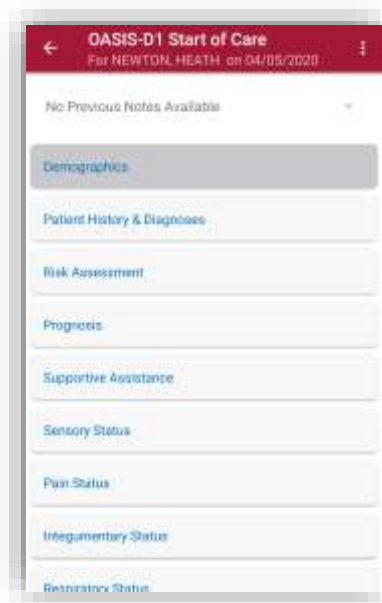 OASIS-D1 Start of Care
For NEWTON, HEATH on 04/05/2020
No Previous Notes Available
Demographics
Patient History & Diagnoses
Risk Assessment
Prognosis
Supportive Assistance
Sensory Status
Pain Status
Integumentary Status
Respiratory Status